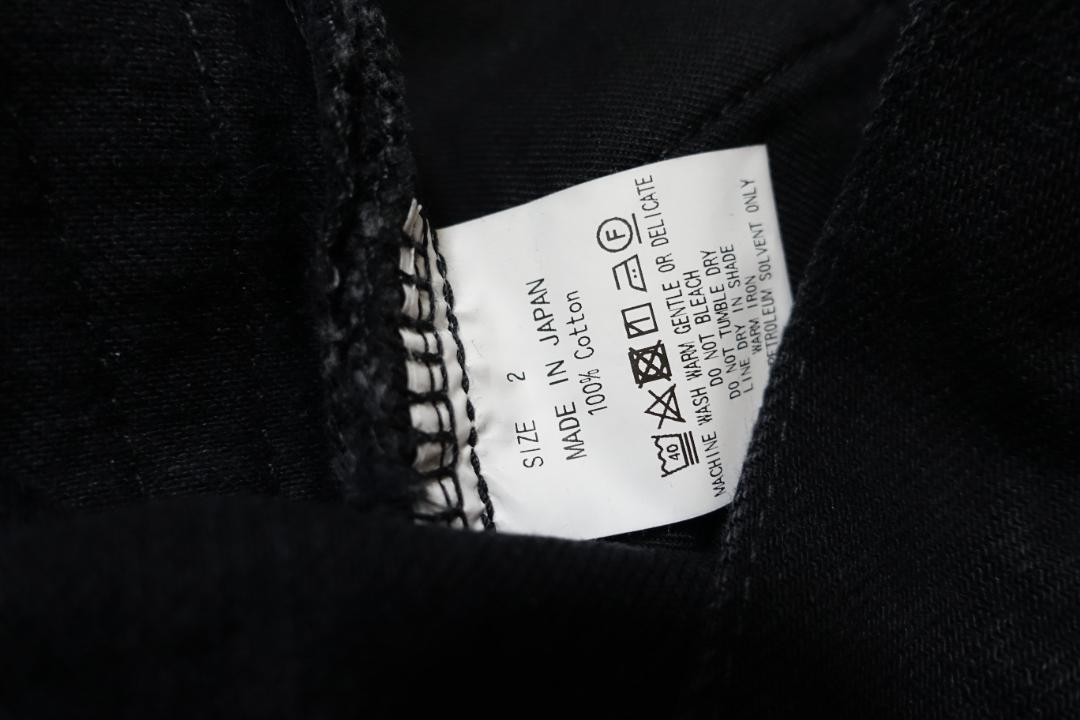 SIZE 2
MADE IN JAPAN
100% Cotton
40 F
MACHINE WASH WARM GENTLE OR DELICATE
DO NOT BLEACH
DO NOT TUMBLE DRY
LINE DRY IN SHADE
WARM IRON
PETROLEUM SOLVENT ONLY